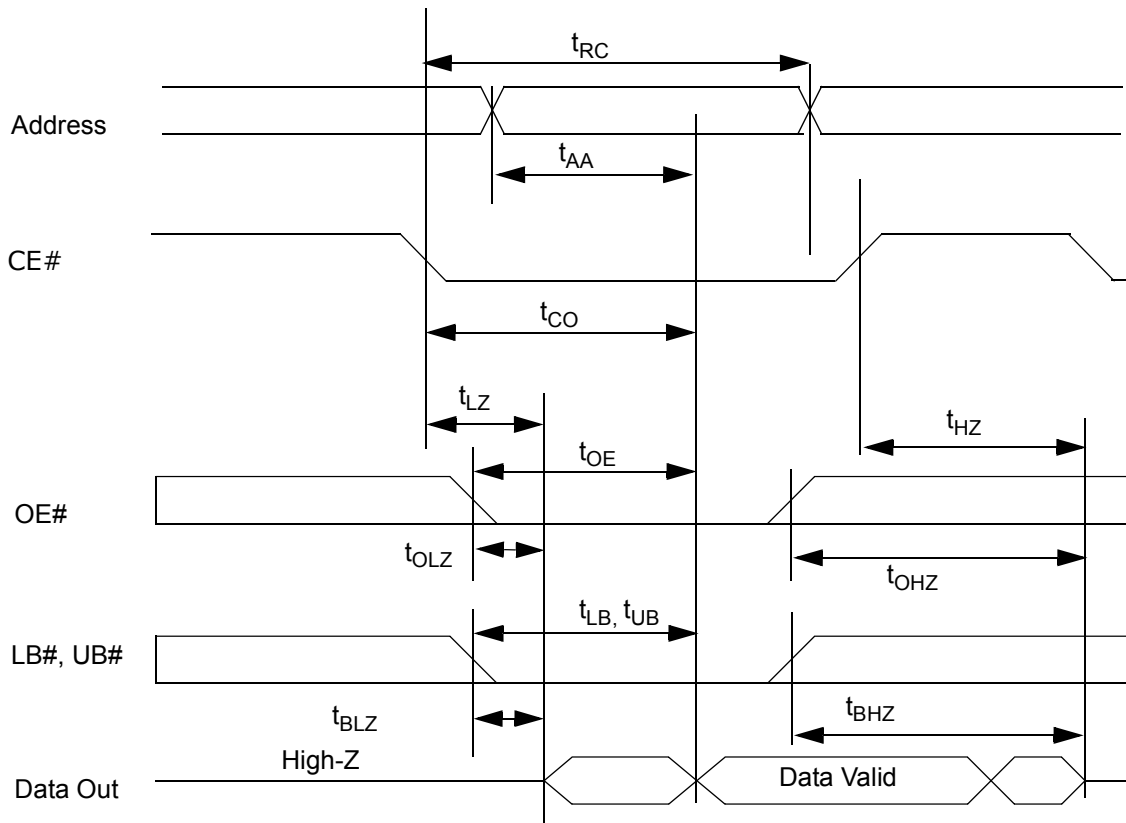 tRC
Address
tAA
CE#
tCO
tLZ
tHZ
tOE
OE#
tOLZ
tOHZ
tLB, tUB
LB#, UB#
tBLZ
tBHZ
High-Z
Data Valid
Data Out